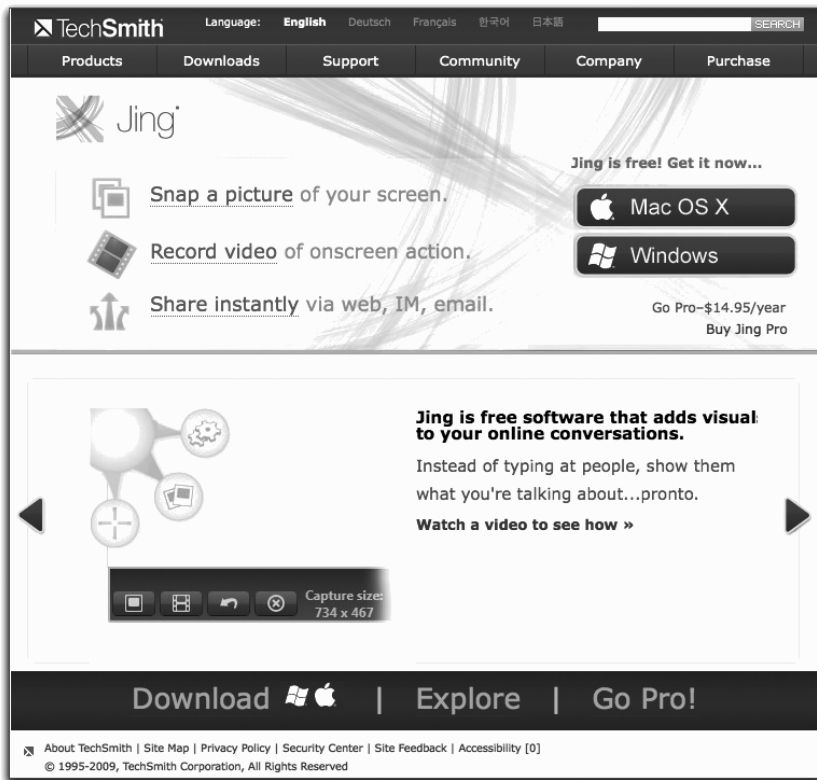 TechSmith Language: English Deutsch Français 한국어 日本語 SEARCH
Products Downloads Support Community Company Purchase
Jing
Jing is free! Get it now...
Snap a picture of your screen.
Mac OS X
Record video of onscreen action.
Windows
Share instantly via web, IM, email.
Go Pro–$14.95/year
Buy Jing Pro
Jing is free software that adds visual
to your online conversations.
Instead of typing at people, show them
what you're talking about...pronto.
Watch a video to see how »
Capture size:
734 x 467
Download | Explore | Go Pro!
About TechSmith | Site Map | Privacy Policy | Security Center | Site Feedback | Accessibility [0]
© 1995-2009, TechSmith Corporation, All Rights Reserved